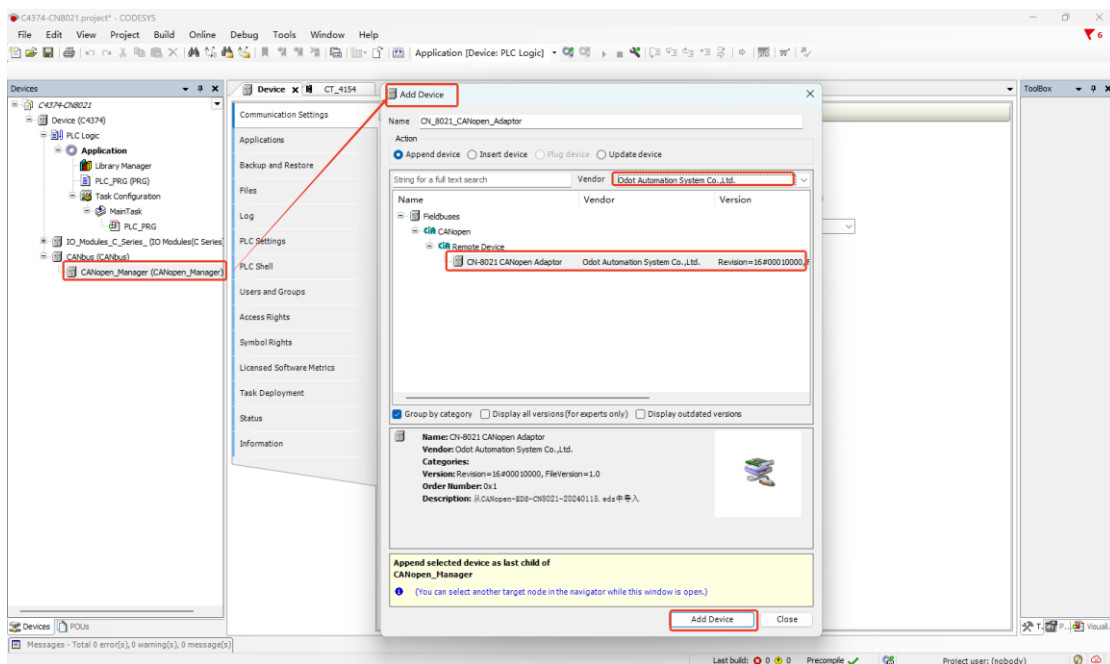 C4374-CN8021.project* - CODESYS
File Edit View Project Build Online Debug Tools Window Help
6
Application [Device: PLC Logic]
Devices
Device
CT_4154
ToolBox
C4374-CN8021
Device (C4374)
PLC Logic
Application
Library Manager
PLC_PRG (PRG)
Task Configuration
MainTask
PLC_PRG
IO_Modules_C_Series_ (IO Modules(C Series
CANbus (CANbus)
CANopen_Manager (CANopen_Manager)
Communication Settings
Applications
Backup and Restore
Files
Log
PLC Settings
PLC Shell
Users and Groups
Access Rights
Symbol Rights
Licensed Software Metrics
Task Deployment
Status
Information
Add Device
Name CN_8021_CANopen_Adaptor
Action
Append device Insert device Plug device Update device
String for a full text search Vendor Odot Automation System Co.,Ltd.
Name Vendor Version
Fieldbuses
CiA CANopen
CiA Remote Device
CN-8021 CANopen Adaptor Odot Automation System Co.,Ltd. Revision=16#00010000, F
Group by category Display all versions (for experts only) Display outdated versions
Name: CN-8021 CANopen Adaptor
Vendor: Odot Automation System Co.,Ltd.
Categories:
Version: Revision=16#00010000, FileVersion=1.0
Order Number: 0x1
Description: 从CANopen-EDS-CN8021-20240115.eds中导入
Append selected device as last child of
CANopen_Manager
(You can select another target node in the navigator while this window is open.)
Add Device Close
Devices POUs
T. P.. Visuali.
Messages - Total 0 error(s), 0 warning(s), 0 message(s)
Last build: 0 0 Precompile Project user: (nobody)